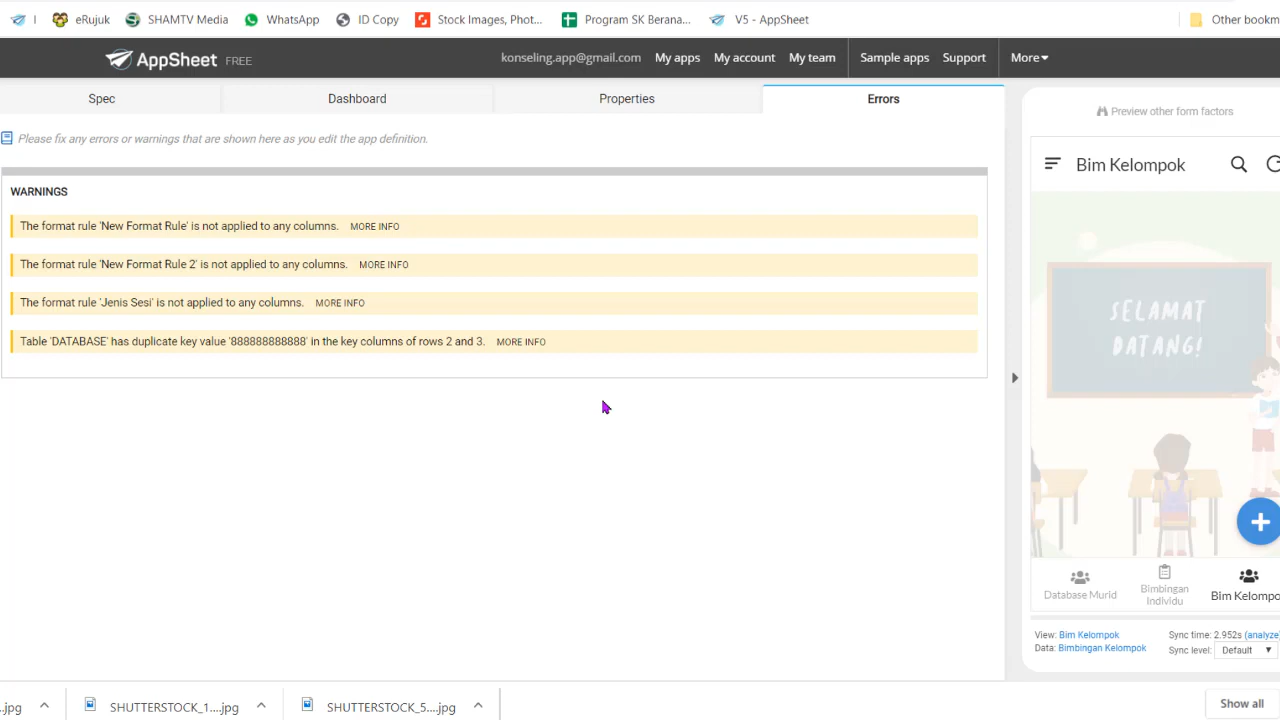 I eRujuk SHAMTV Media WhatsApp ID Copy Stock Images, Phot... Program SK Berana... V5 - AppSheet Other bookm
AppSheet FREE konseling.app@gmail.com My apps My account My team Sample apps Support More
Spec Dashboard Properties Errors
Preview other form factors
Please fix any errors or warnings that are shown here as you edit the app definition.
Bim Kelompok
WARNINGS
The format rule 'New Format Rule' is not applied to any columns. MORE INFO
The format rule 'New Format Rule 2' is not applied to any columns. MORE INFO
The format rule 'Jenis Sesi' is not applied to any columns. MORE INFO
Table 'DATABASE' has duplicate key value '888888888888' in the key columns of rows 2 and 3. MORE INFO
SELAMAT
DATANG!
Database Murid
Bimbingan
Individu
Bim Kelompo
View: Bim Kelompok Sync time: 2.952s (analyze)
Data: Bimbingan Kelompok Sync level: Default
..jpg SHUTTERSTOCK_1....jpg SHUTTERSTOCK_5....jpg Show all